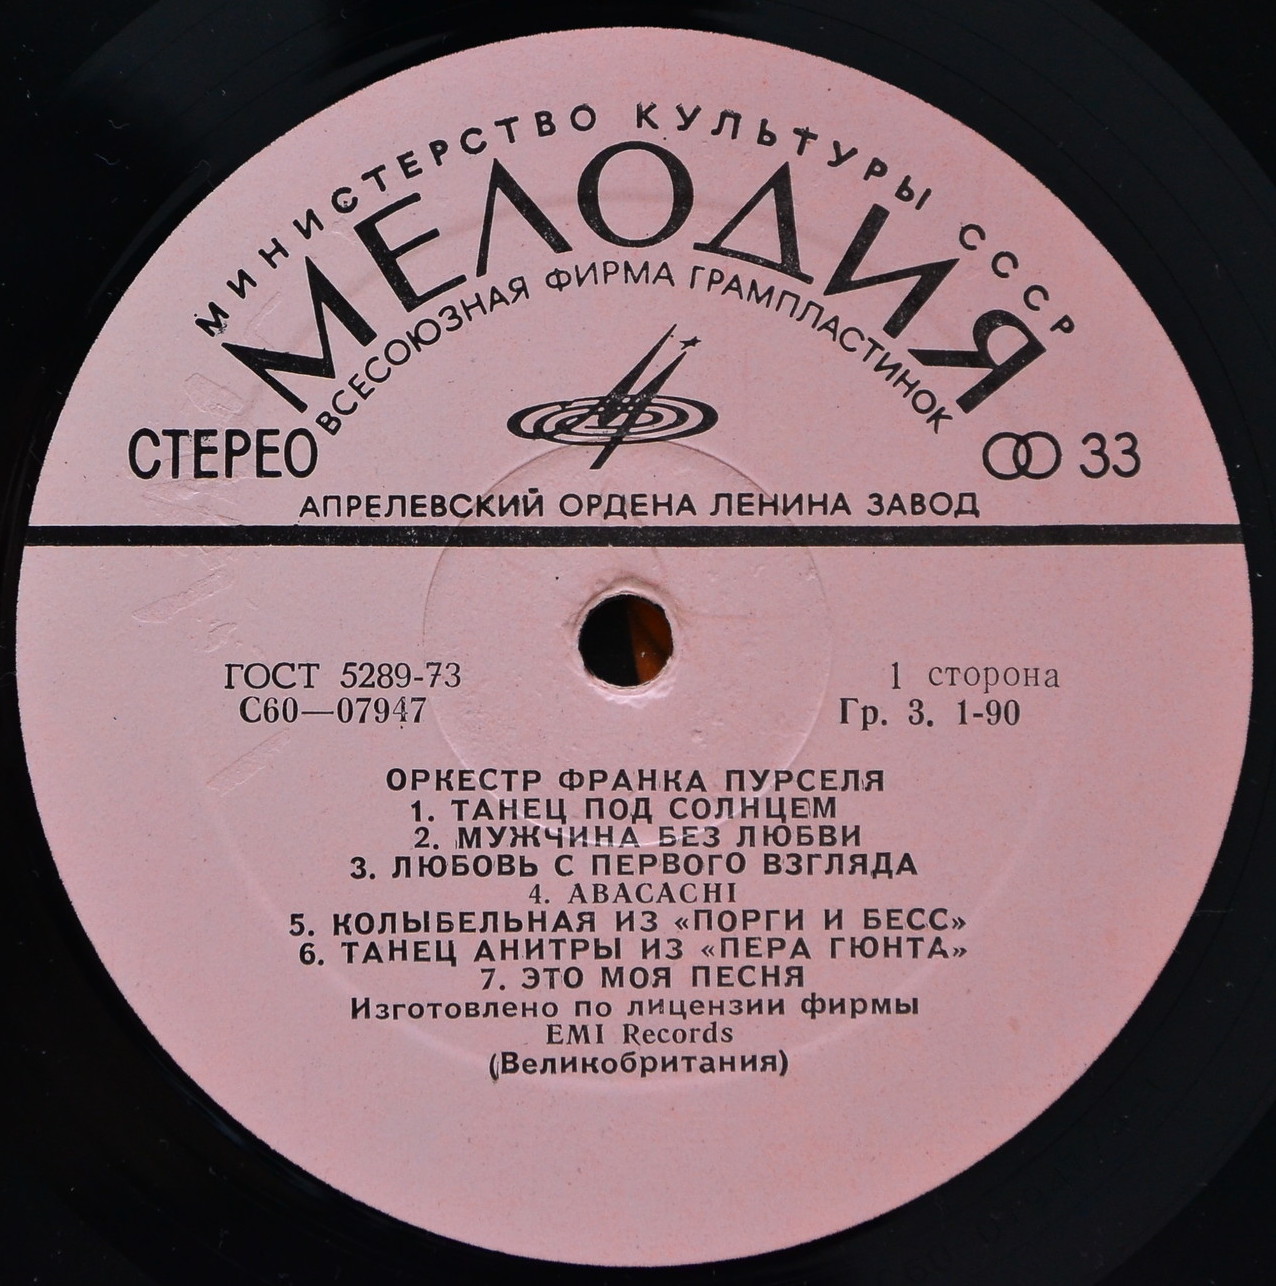 МИНИСТЕРСТВО КУЛЬТУРЫ СССР
МЕЛОДИЯ
ВСЕСОЮЗНАЯ ФИРМА ГРАМПЛАСТИНОК
СТЕРЕО
33
АПРЕЛЕВСКИЙ ОРДЕНА ЛЕНИНА ЗАВОД
ГОСТ 5289-73
1 сторона
С60—07947
Гр. 3. 1-90
ОРКЕСТР ФРАНКА ПУРСЕЛЯ
1. ТАНЕЦ ПОД СОЛНЦЕМ
2. МУЖЧИНА БЕЗ ЛЮБВИ
3. ЛЮБОВЬ С ПЕРВОГО ВЗГЛЯДА
4. ABACACHI
5. КОЛЫБЕЛЬНАЯ ИЗ «ПОРГИ И БЕСС»
6. ТАНЕЦ АНИТРЫ ИЗ «ПЕРА ГЮНТА»
7. ЭТО МОЯ ПЕСНЯ
Изготовлено по лицензии фирмы
EMI Records
(Великобритания)